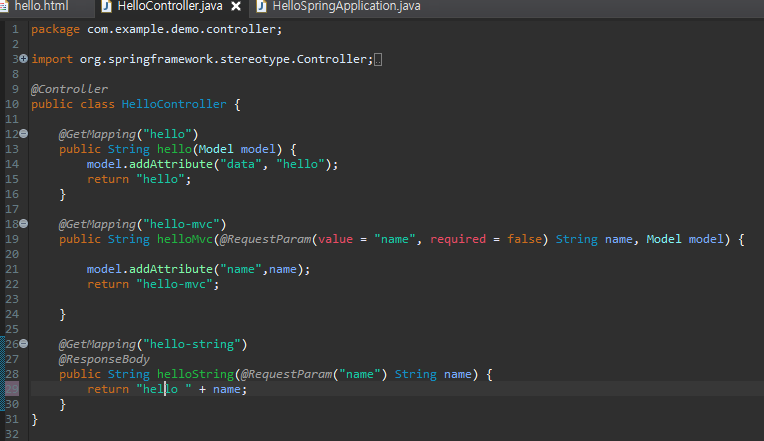 hello.html HelloController.java HelloSpringApplication.java
1 package com.example.demo.controller;
2
3 import org.springframework.stereotype.Controller;
8
9 @Controller
10 public class HelloController {
11
12 @GetMapping("hello")
13 public String hello(Model model) {
14 model.addAttribute("data", "hello");
15 return "hello";
16 }
17
18 @GetMapping("hello-mvc")
19 public String helloMvc(@RequestParam(value = "name", required = false) String name, Model model) {
20
21 model.addAttribute("name",name);
22 return "hello-mvc";
23
24 }
25
26 @GetMapping("hello-string")
27 @ResponseBody
28 public String helloString(@RequestParam("name") String name) {
29 return "hello " + name;
30 }
31 }
32